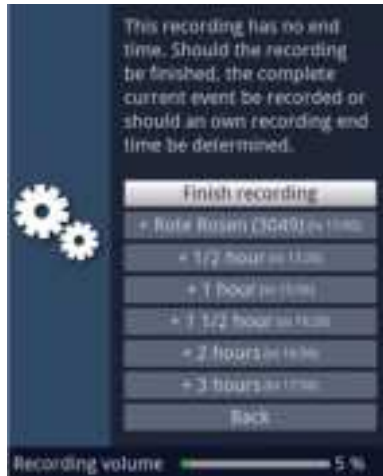 This recording has no end
time. Should the recording
be finished, the complete
current event be recorded or
should an own recording end
time be determined.
Finish recording
+ Rote Rosen (3049)
+ 1/2 hour
+ 1 hour
+ 1 1/2 hour
+ 2 hours
+ 3 hours
Back
Recording volume 5 %